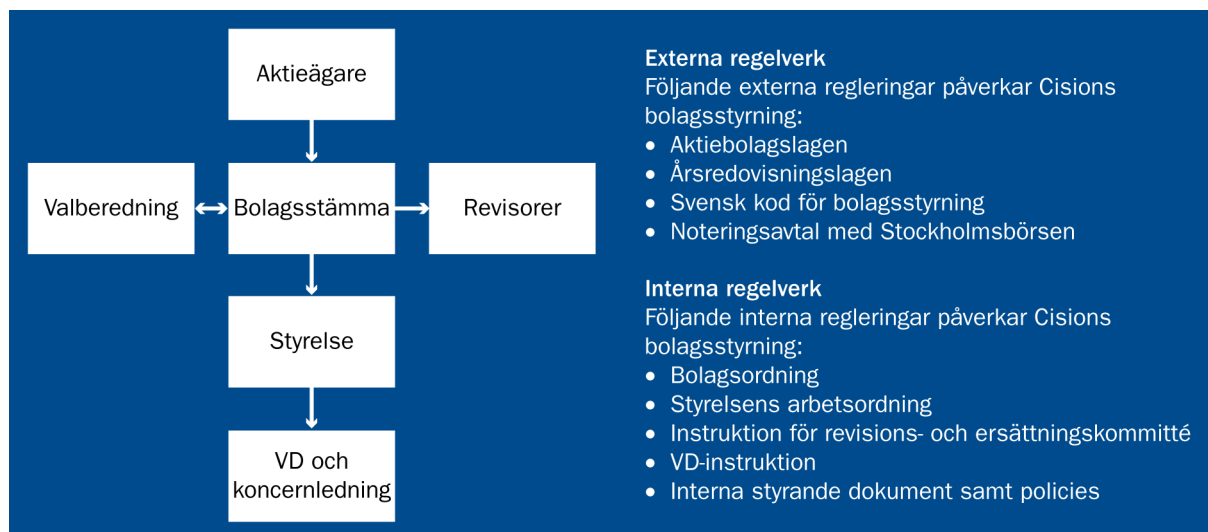 Aktieägare
Valberedning
Bolagsstämma
Revisorer
Styrelse
VD och
koncernledning
Externa regelverk
Följande externa regleringar påverkar Cisions
bolagsstyrning:
• Aktiebolagslagen
• Årsredovisningslagen
• Svensk kod för bolagsstyrning
• Noteringsavtal med Stockholmsbörsen
Interna regelverk
Följande interna regleringar påverkar Cisions
bolagsstyrning:
• Bolagsordning
• Styrelsens arbetsordning
• Instruktion för revisions- och ersättningskommitté
• VD-instruktion
• Interna styrande dokument samt policies